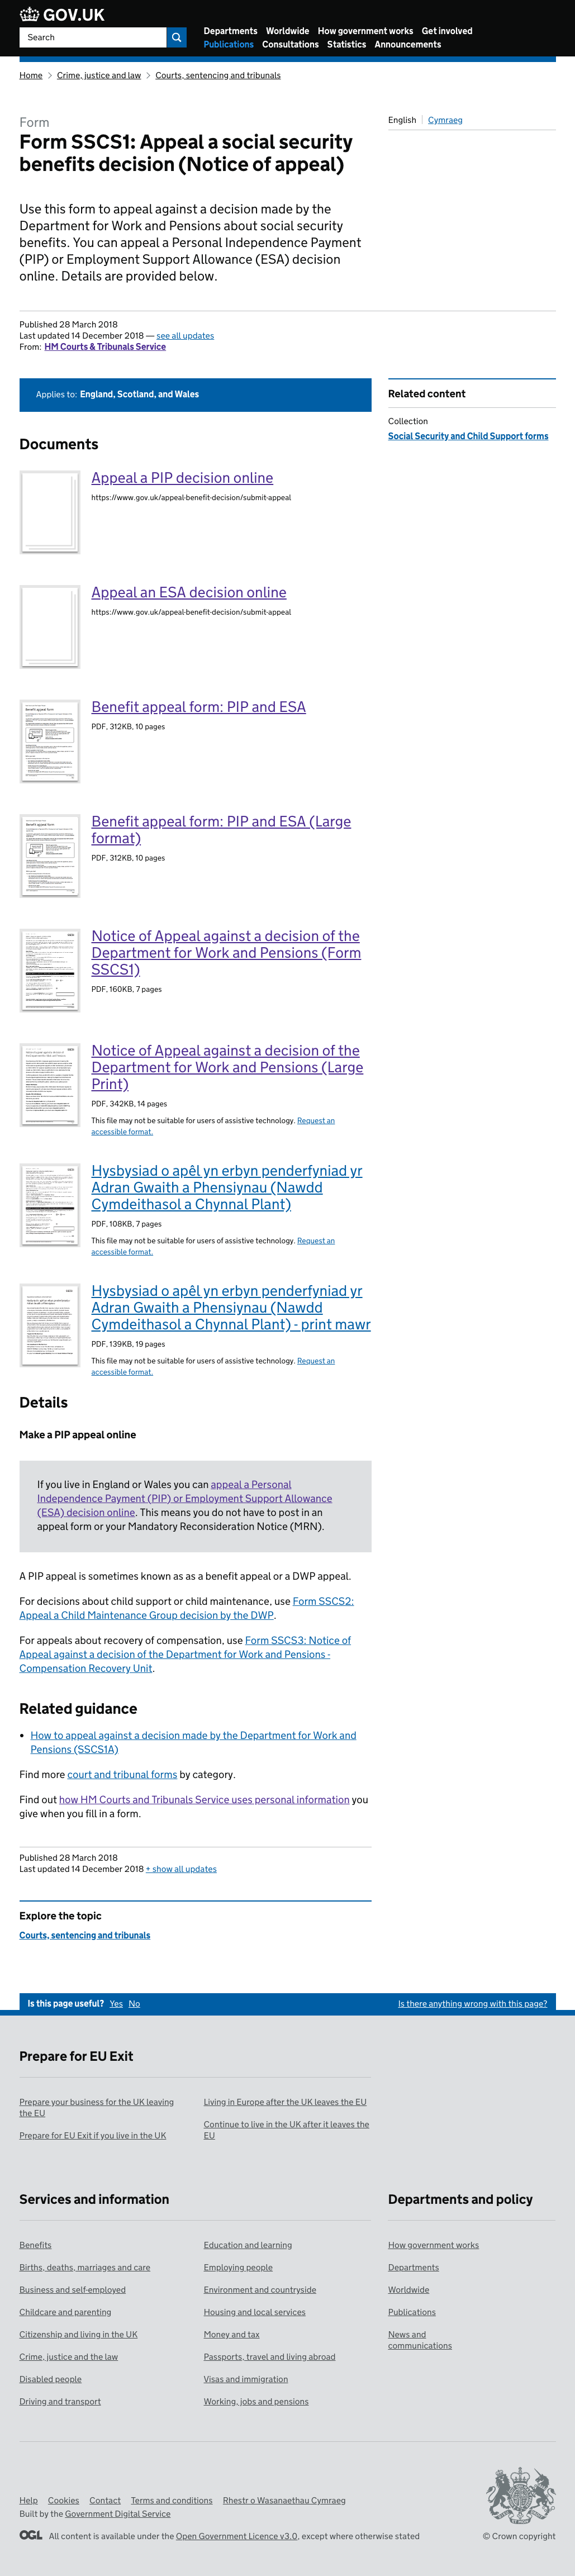 GOV.UK
Search
Departments Worldwide How government works Get involved
Publications Consultations Statistics Announcements
Home > Crime, justice and law > Courts, sentencing and tribunals
Form
Form SSCS1: Appeal a social security
benefits decision (Notice of appeal)
English | Cymraeg
Use this form to appeal against a decision made by the
Department for Work and Pensions about social security
benefits. You can appeal a Personal Independence Payment
(PIP) or Employment Support Allowance (ESA) decision
online. Details are provided below.
Published 28 March 2018
Last updated 14 December 2018 — see all updates
From: HM Courts & Tribunals Service
Applies to: England, Scotland, and Wales
Related content
Collection
Social Security and Child Support forms
Documents
Appeal a PIP decision online
https://www.gov.uk/appeal-benefit-decision/submit-appeal
Appeal an ESA decision online
https://www.gov.uk/appeal-benefit-decision/submit-appeal
Benefit appeal form: PIP and ESA
PDF, 312KB, 10 pages
Benefit appeal form: PIP and ESA (Large
format)
PDF, 312KB, 10 pages
Notice of Appeal against a decision of the
Department for Work and Pensions (Form
SSCS1)
PDF, 160KB, 7 pages
Notice of Appeal against a decision of the
Department for Work and Pensions (Large
Print)
PDF, 342KB, 14 pages
This file may not be suitable for users of assistive technology. Request an
accessible format.
Hysbysiad o apêl yn erbyn penderfyniad yr
Adran Gwaith a Phensiynau (Nawdd
Cymdeithasol a Chynnal Plant)
PDF, 108KB, 7 pages
This file may not be suitable for users of assistive technology. Request an
accessible format.
Hysbysiad o apêl yn erbyn penderfyniad yr
Adran Gwaith a Phensiynau (Nawdd
Cymdeithasol a Chynnal Plant) - print mawr
PDF, 139KB, 19 pages
This file may not be suitable for users of assistive technology. Request an
accessible format.
Details
Make a PIP appeal online
If you live in England or Wales you can appeal a Personal
Independence Payment (PIP) or Employment Support Allowance
(ESA) decision online. This means you do not have to post in an
appeal form or your Mandatory Reconsideration Notice (MRN).
A PIP appeal is sometimes known as as a benefit appeal or a DWP appeal.
For decisions about child support or child maintenance, use Form SSCS2:
Appeal a Child Maintenance Group decision by the DWP.
For appeals about recovery of compensation, use Form SSCS3: Notice of
Appeal against a decision of the Department for Work and Pensions -
Compensation Recovery Unit.
Related guidance
• How to appeal against a decision made by the Department for Work and
Pensions (SSCS1A)
Find more court and tribunal forms by category.
Find out how HM Courts and Tribunals Service uses personal information you
give when you fill in a form.
Published 28 March 2018
Last updated 14 December 2018 + show all updates
Explore the topic
Courts, sentencing and tribunals
Is this page useful? Yes No
Is there anything wrong with this page?
Prepare for EU Exit
Prepare your business for the UK leaving
the EU
Prepare for EU Exit if you live in the UK
Living in Europe after the UK leaves the EU
Continue to live in the UK after it leaves the
EU
Services and information
Benefits
Births, deaths, marriages and care
Business and self-employed
Childcare and parenting
Citizenship and living in the UK
Crime, justice and the law
Disabled people
Driving and transport
Education and learning
Employing people
Environment and countryside
Housing and local services
Money and tax
Passports, travel and living abroad
Visas and immigration
Working, jobs and pensions
Departments and policy
How government works
Departments
Worldwide
Publications
News and
communications
Help Cookies Contact Terms and conditions Rhestr o Wasanaethau Cymraeg
Built by the Government Digital Service
OGL All content is available under the Open Government Licence v3.0, except where otherwise stated
© Crown copyright